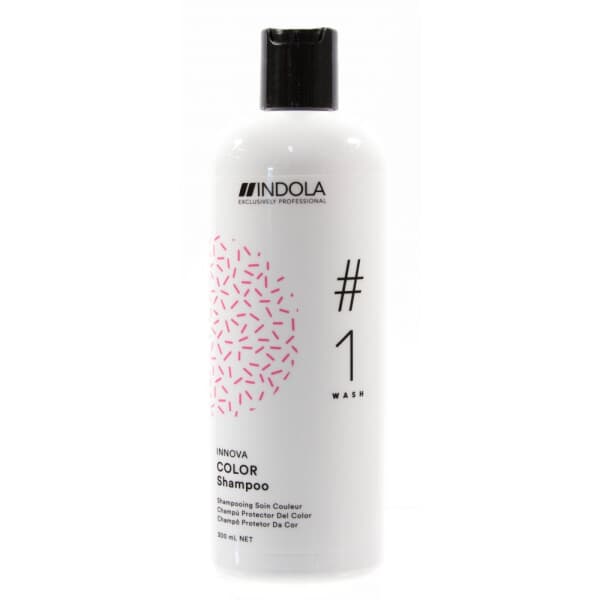 INDOLA
EXCLUSIVELY PROFESSIONAL
#
1
WASH
INNOVA
COLOR
Shampoo
Shampooing Soin Couleur
Champú Protector Del Color
Champô Protetor Da Cor
300 ml. NET